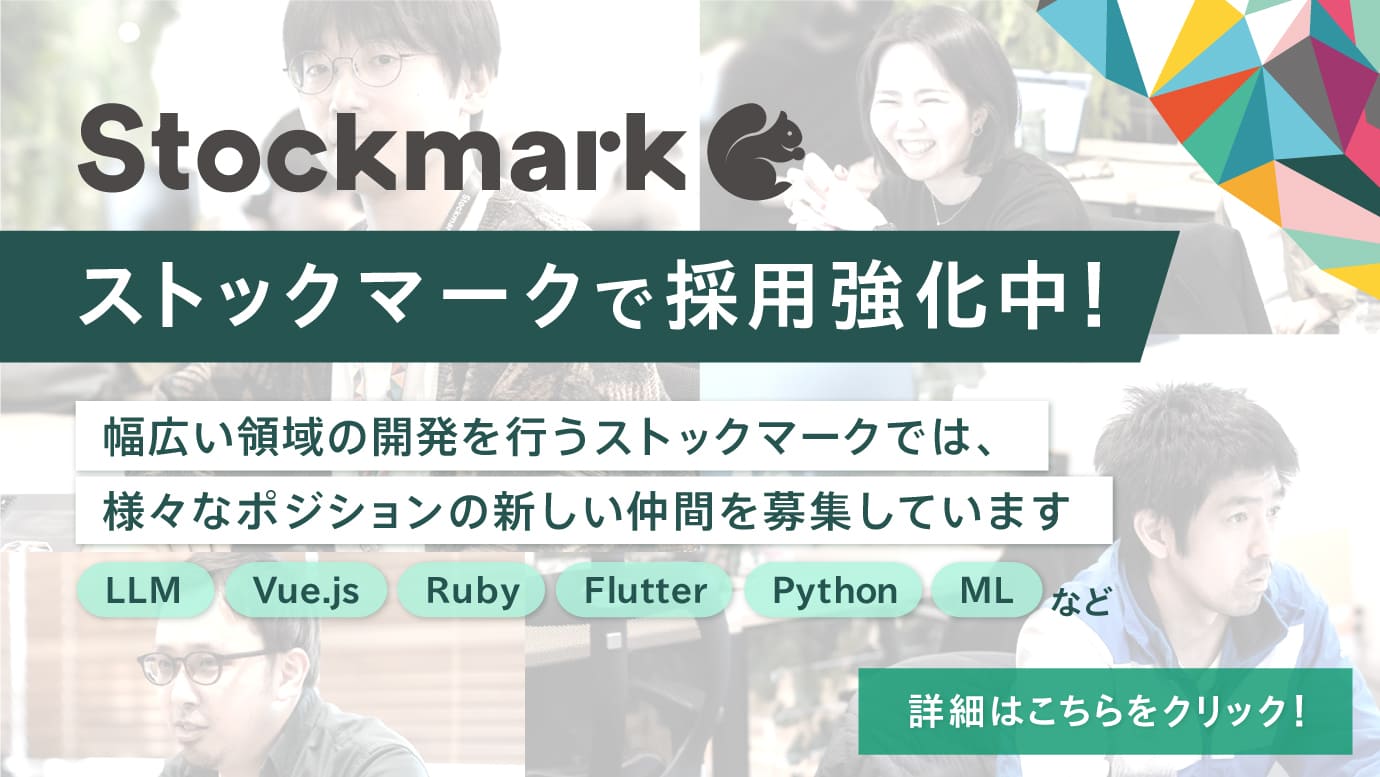 Stockmark
ストックマークで採用強化中！
幅広い領域の開発を行うストックマークでは、
様々なポジションの新しい仲間を募集しています
LLM Vue.js Ruby Flutter Python ML など
詳細はこちらをクリック！